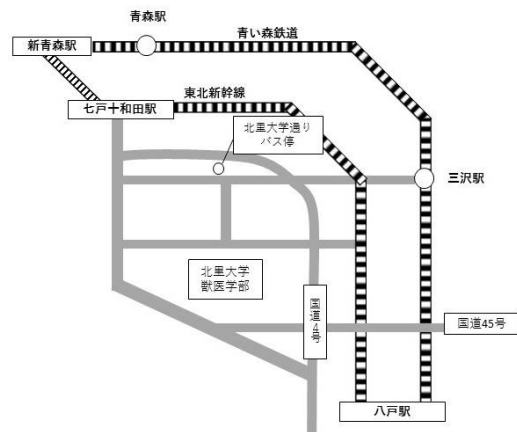 青森駅
新青森駅
青い森鉄道
七戸十和田駅
東北新幹線
北里大学通り
バス停
三沢駅
北里大学
獣医学部
国道4号
国道45号
八戸駅